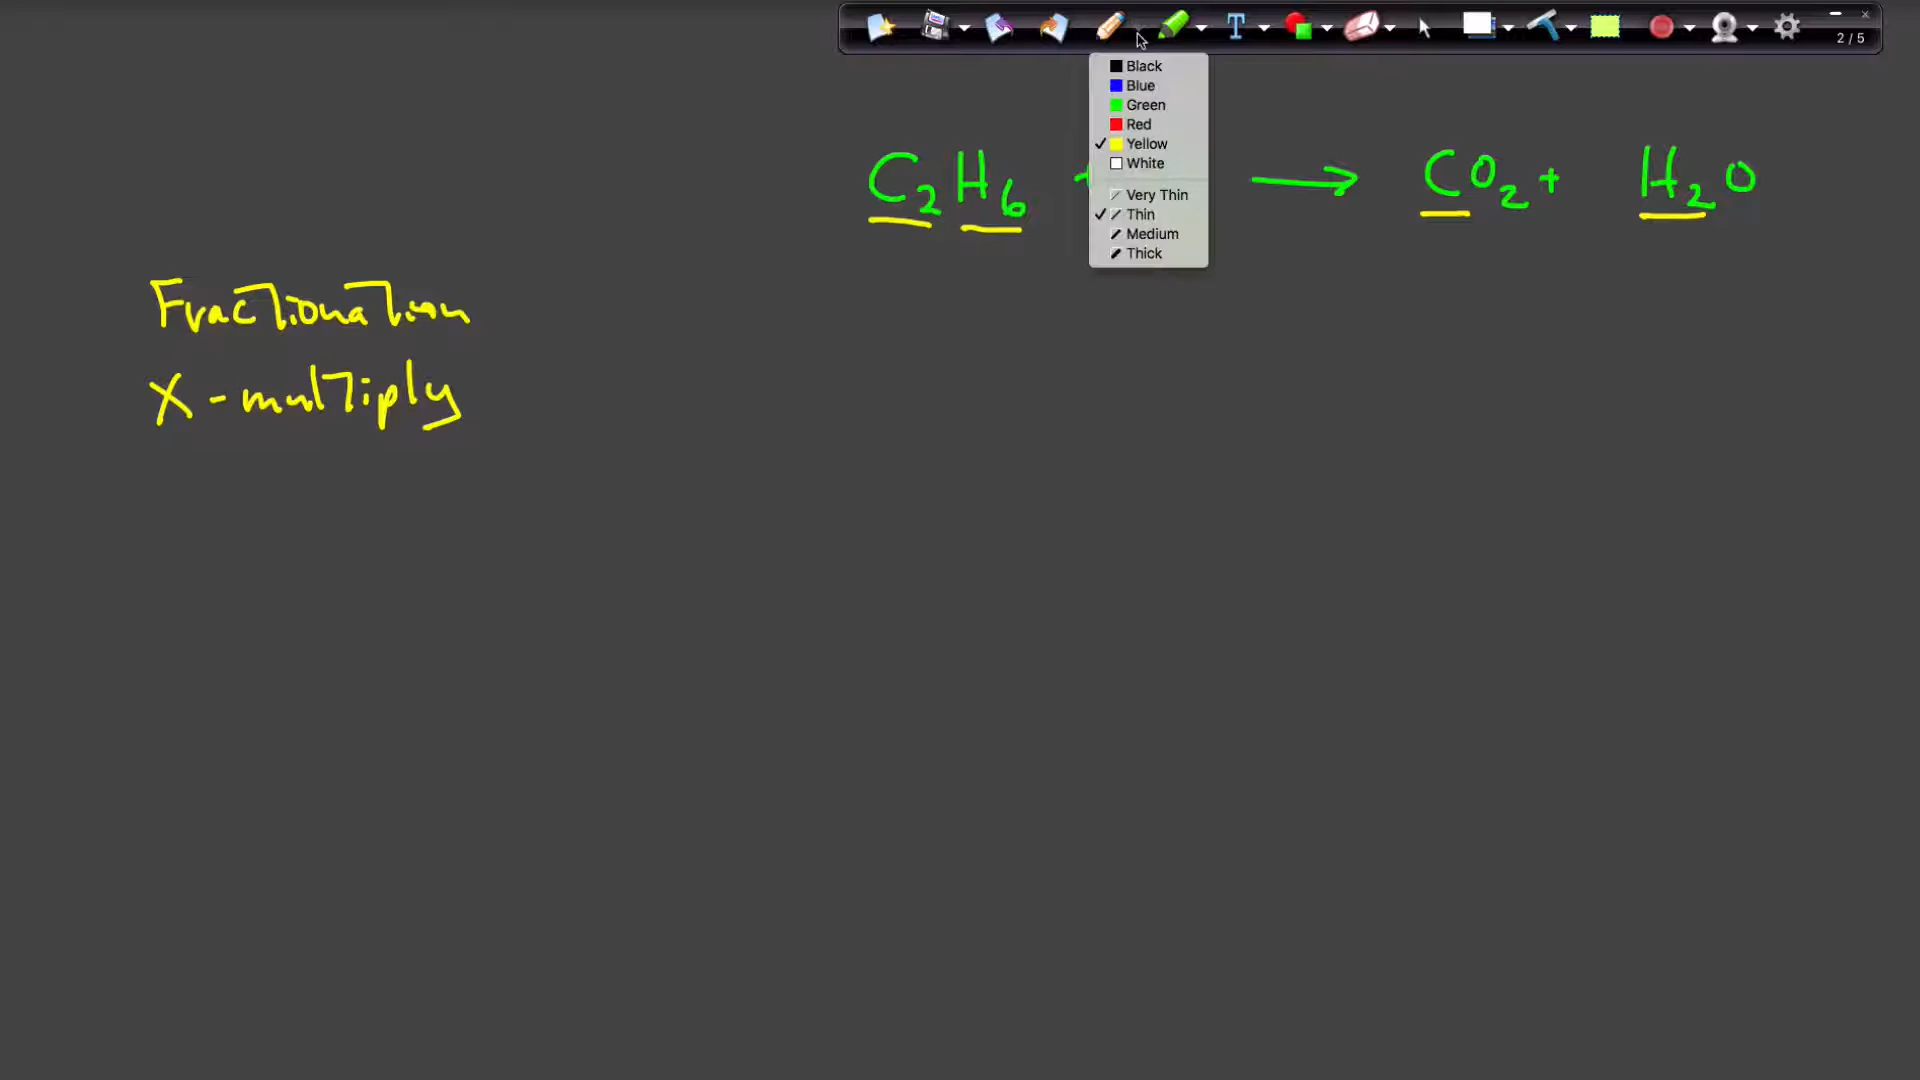 2 / 5
Black
Blue
Green
Red
Yellow
White
Very Thin
Thin
Medium
Thick
C₂H₆ + → CO₂ + H₂O
Fractionation
X-multiply